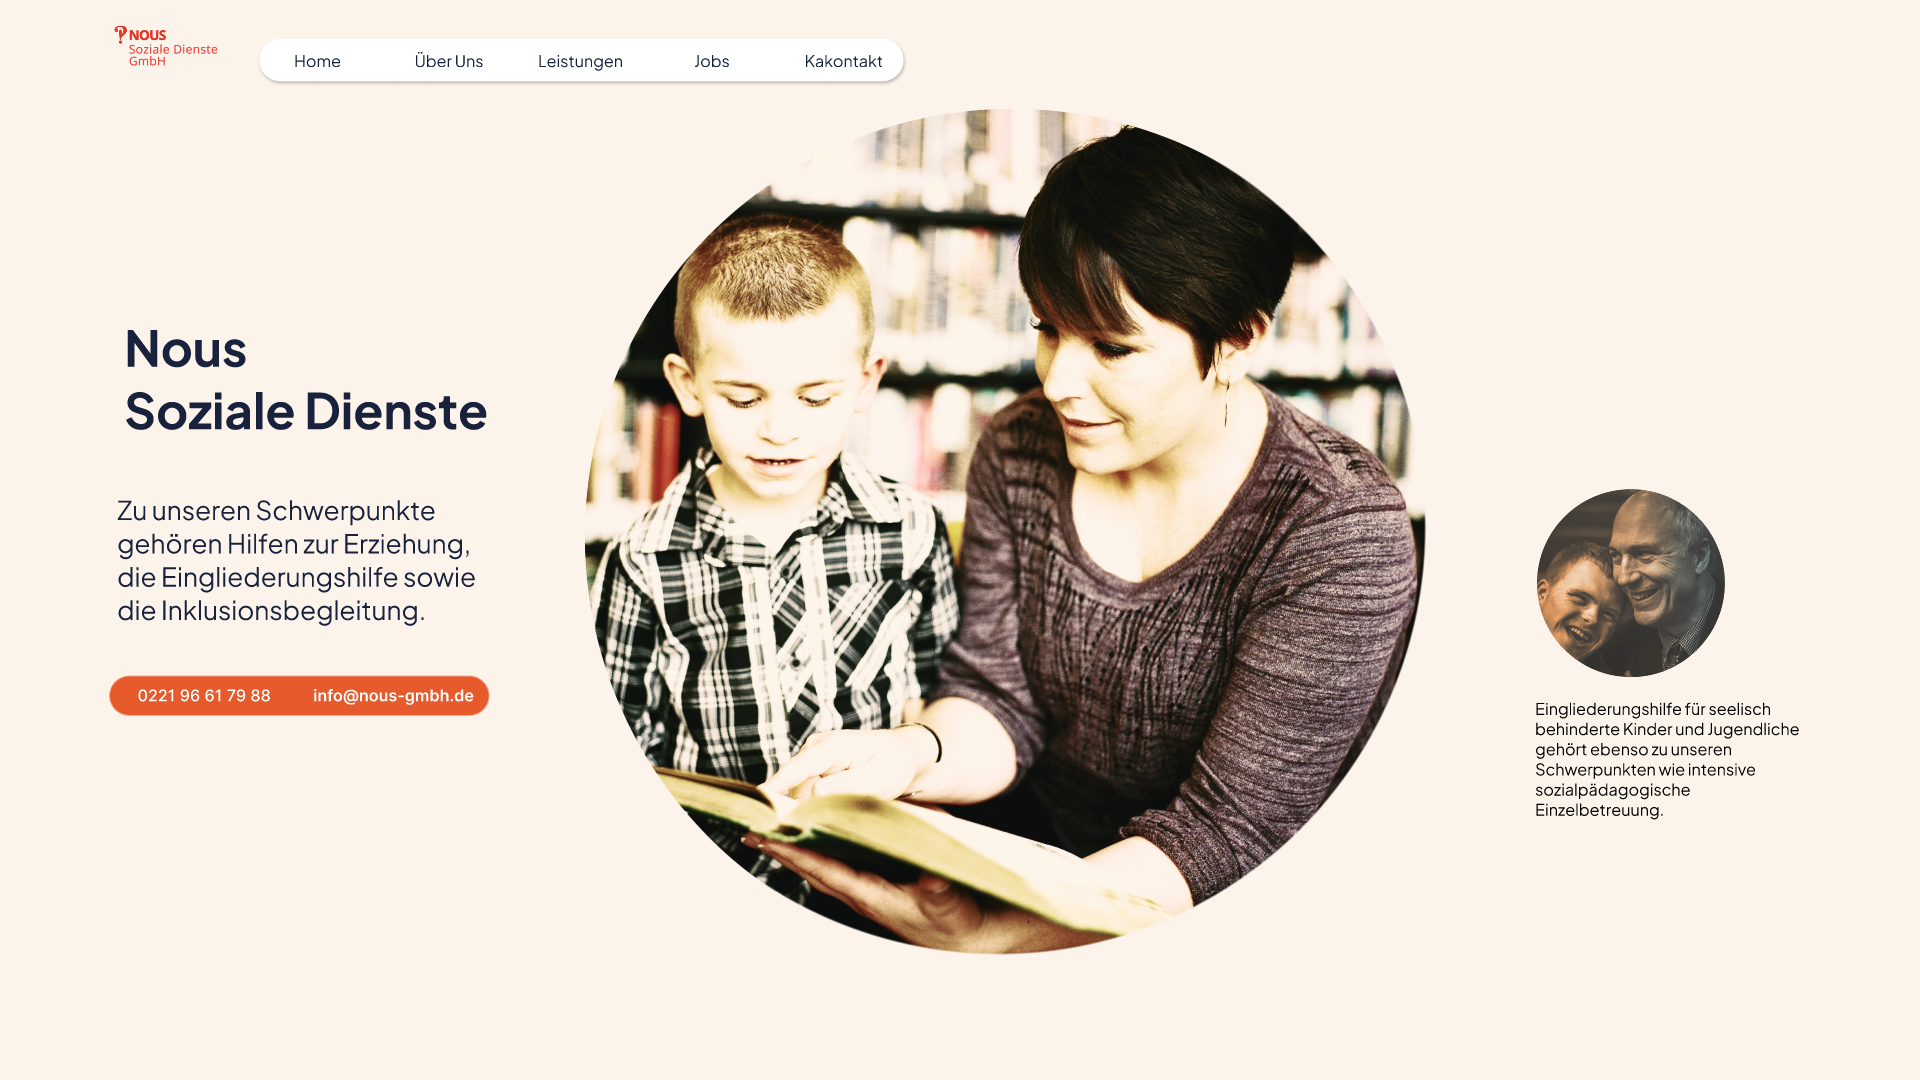 NOUS
Soziale Dienste
GmbH
Home Über Uns Leistungen Jobs Kakontakt
Nous
Soziale Dienste
Zu unseren Schwerpunkte
gehören Hilfen zur Erziehung,
die Eingliederungshilfe sowie
die Inklusionsbegleitung.
0221 96 61 79 88 info@nous-gmbh.de
Eingliederungshilfe für seelisch
behinderte Kinder und Jugendliche
gehört ebenso zu unseren
Schwerpunkten wie intensive
sozialpädagogische
Einzelbetreuung.